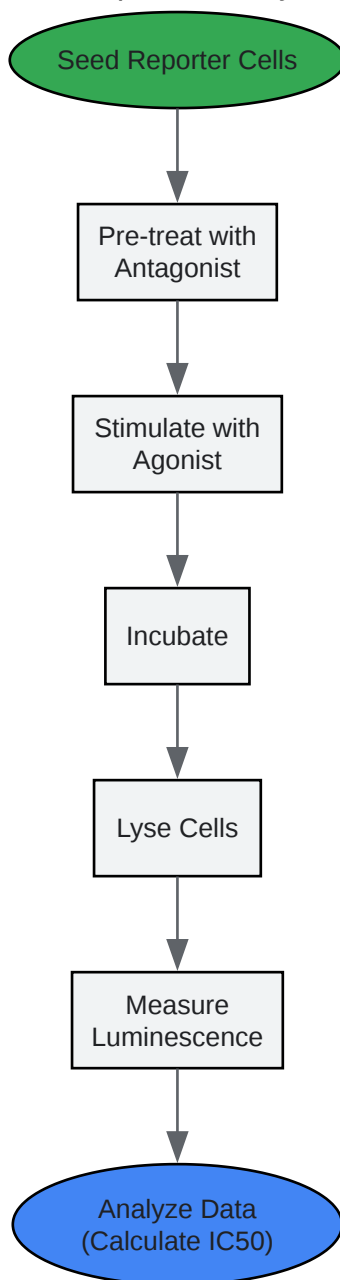 Seed Reporter Cells
Pre-treat with
Antagonist
Stimulate with
Agonist
Incubate
Lyse Cells
Measure
Luminescence
Analyze Data
(Calculate IC50)